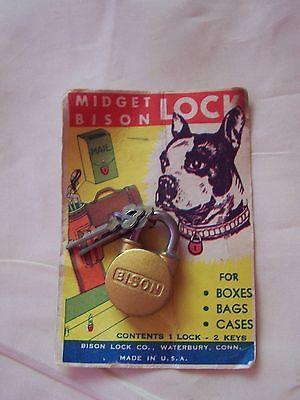 MIDGET
BISON
LOCK
MAIL
BISON
FOR
• BOXES
• BAGS
• CASES
CONTENTS 1 LOCK - 2 KEYS
BISON LOCK CO., WATERBURY, CONN.
MADE IN U.S.A.